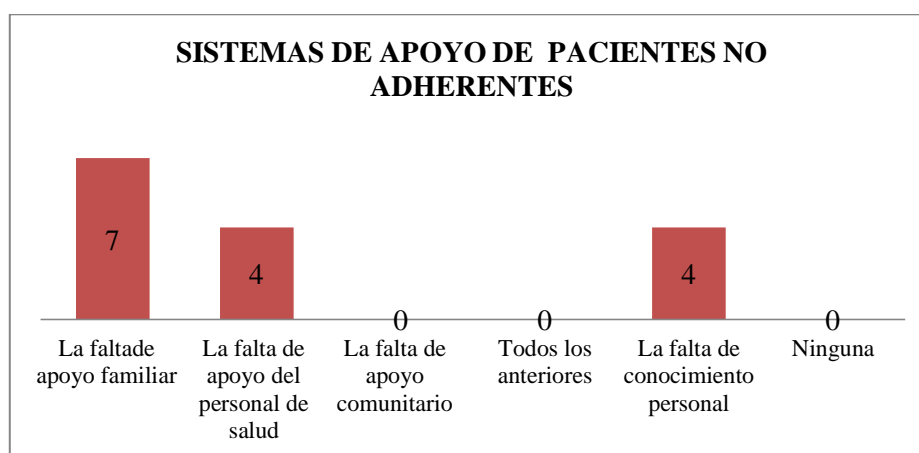 SISTEMAS DE APOYO DE PACIENTES NO
ADHERENTES
7
4
0
0
4
0
La faltade
apoyo familiar
La falta de
apoyo del
personal de
salud
La falta de
apoyo
comunitario
Todos los
anteriores
La falta de
conocimiento
personal
Ninguna